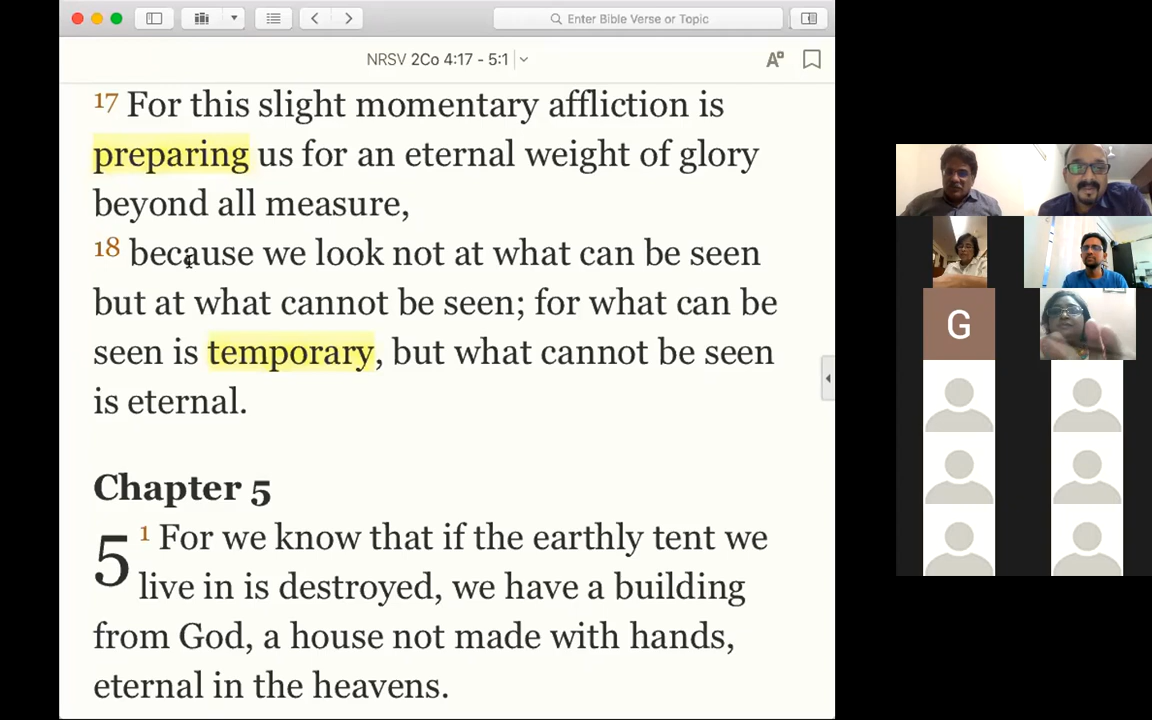 Enter Bible Verse or Topic
NRSV 2Co 4:17 - 5:1
17 For this slight momentary affliction is
preparing us for an eternal weight of glory
beyond all measure,
18 because we look not at what can be seen
but at what cannot be seen; for what can be
seen is temporary, but what cannot be seen
is eternal.
Chapter 5
5 1 For we know that if the earthly tent we
live in is destroyed, we have a building
from God, a house not made with hands,
eternal in the heavens.
G